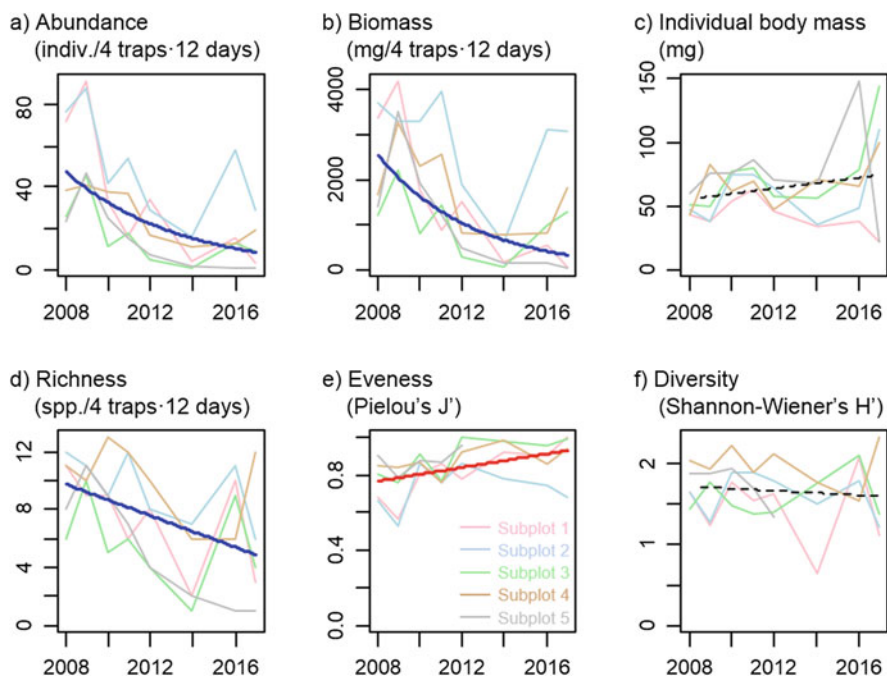 a) Abundance
(indiv./4 traps·12 days)
b) Biomass
(mg/4 traps·12 days)
c) Individual body mass
(mg)
80
40
0
2008
2012
2016
4000
2000
0
2008
2012
2016
150
100
50
0
2008
2012
2016
d) Richness
(spp./4 traps·12 days)
e) Eveness
(Pielou's J')
f) Diversity
(Shannon-Wiener's H')
12
8
4
0
2008
2012
2016
0.8
0.4
0.0
Subplot 1
Subplot 2
Subplot 3
Subplot 4
Subplot 5
2008
2012
2016
2
1
0
2008
2012
2016